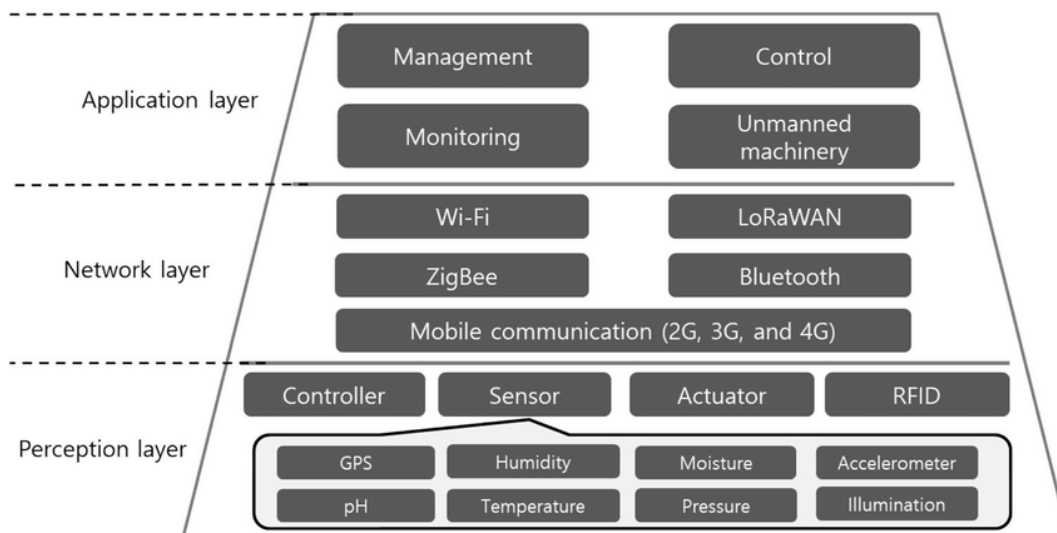 Application layer
Management
Control
Monitoring
Unmanned
machinery
Network layer
Wi-Fi
LoRaWAN
ZigBee
Bluetooth
Mobile communication (2G, 3G, and 4G)
Perception layer
Controller
Sensor
Actuator
RFID
GPS
Humidity
Moisture
Accelerometer
pH
Temperature
Pressure
Illumination